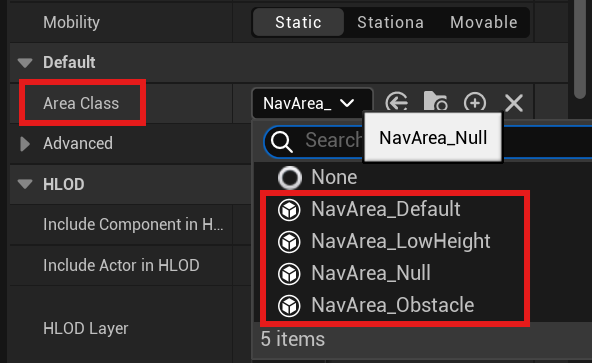 Mobility
Static Stationa Movable
Default
Area Class
NavArea_
NavArea_Null
Advanced
Search
None
HLOD
NavArea_Default
Include Component in H...
NavArea_LowHeight
Include Actor in HLOD
NavArea_Null
NavArea_Obstacle
HLOD Layer
5 items